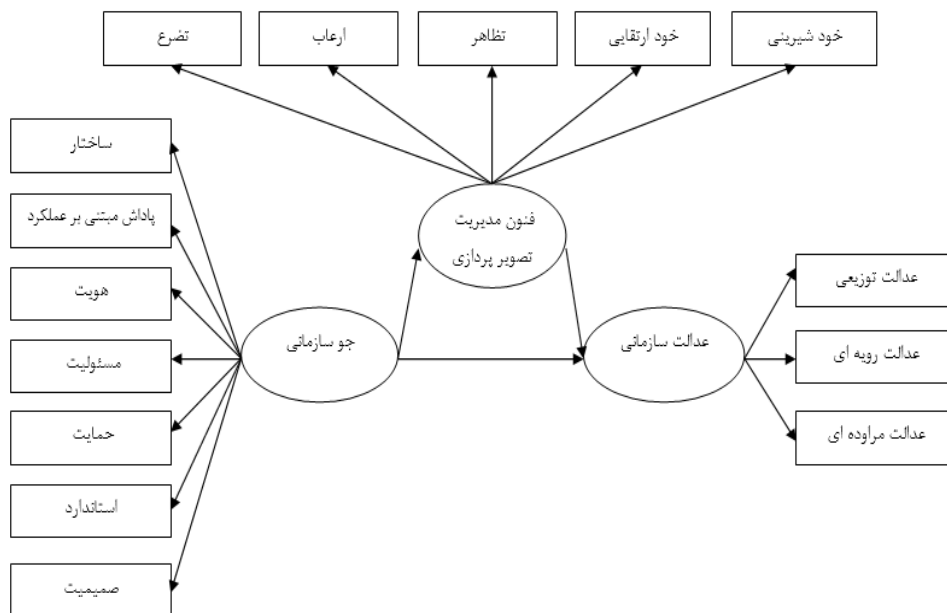 خود شیرینی
خود ارتقایی
تظاهر
ارعاب
تضرع
ساختار
پاداش مبتنی بر عملکرد
هویت
مسئولیت
حمایت
استاندارد
صمیمیت
فنون مدیریت
تصویر پردازی
جو سازمانی
عدالت سازمانی
عدالت توزیعی
عدالت رویه ای
عدالت مراوده ای